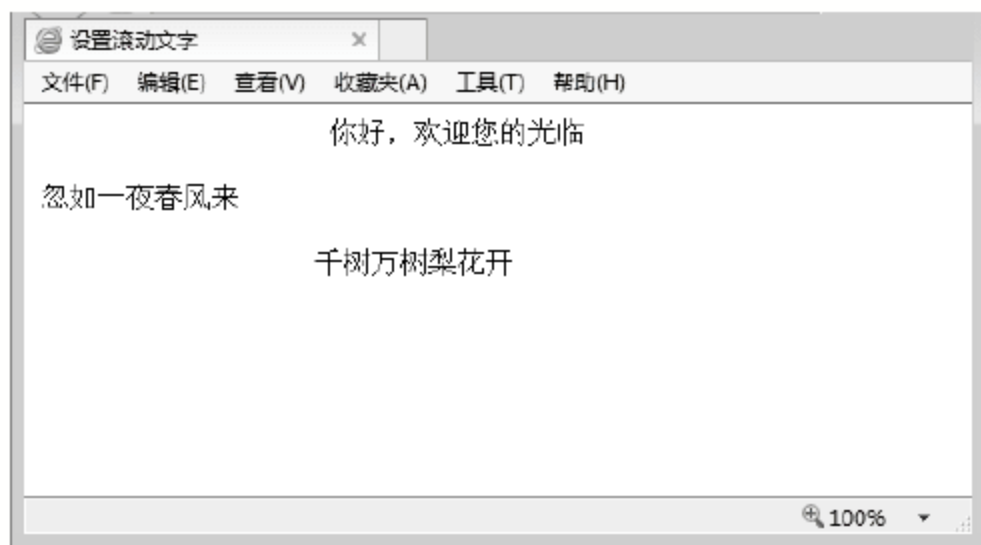 设置滚动文字
文件(F) 编辑(E) 查看(V) 收藏夹(A) 工具(T) 帮助(H)
你好，欢迎您的光临
忽如一夜春风来
千树万树梨花开
100%